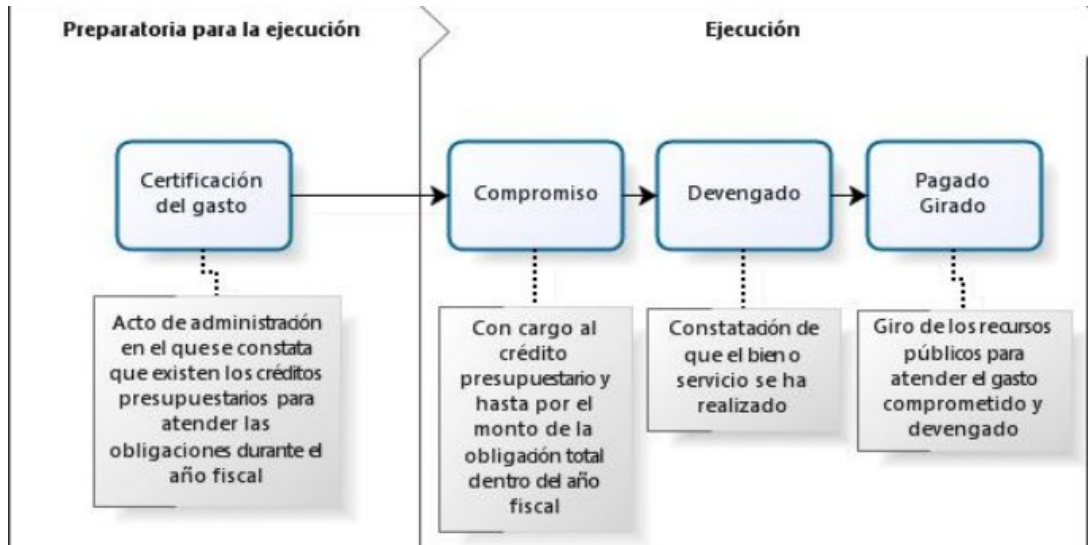 Preparatoria para la ejecución
Ejecución
Certificación
del gasto
Compromiso
Devengado
Pagado
Girado
Acto de administración
en el quese constata
que existen los créditos
presupuestarios para
atender las
obligaciones durante el
año fiscal
Con cargo al
crédito
presupuestario y
hasta por el
monto de la
obligación total
dentro del año
fiscal
Constatación de
que el bien o
servicio se ha
realizado
Giro de los recursos
públicos para
atender el gasto
comprometido y
devengado